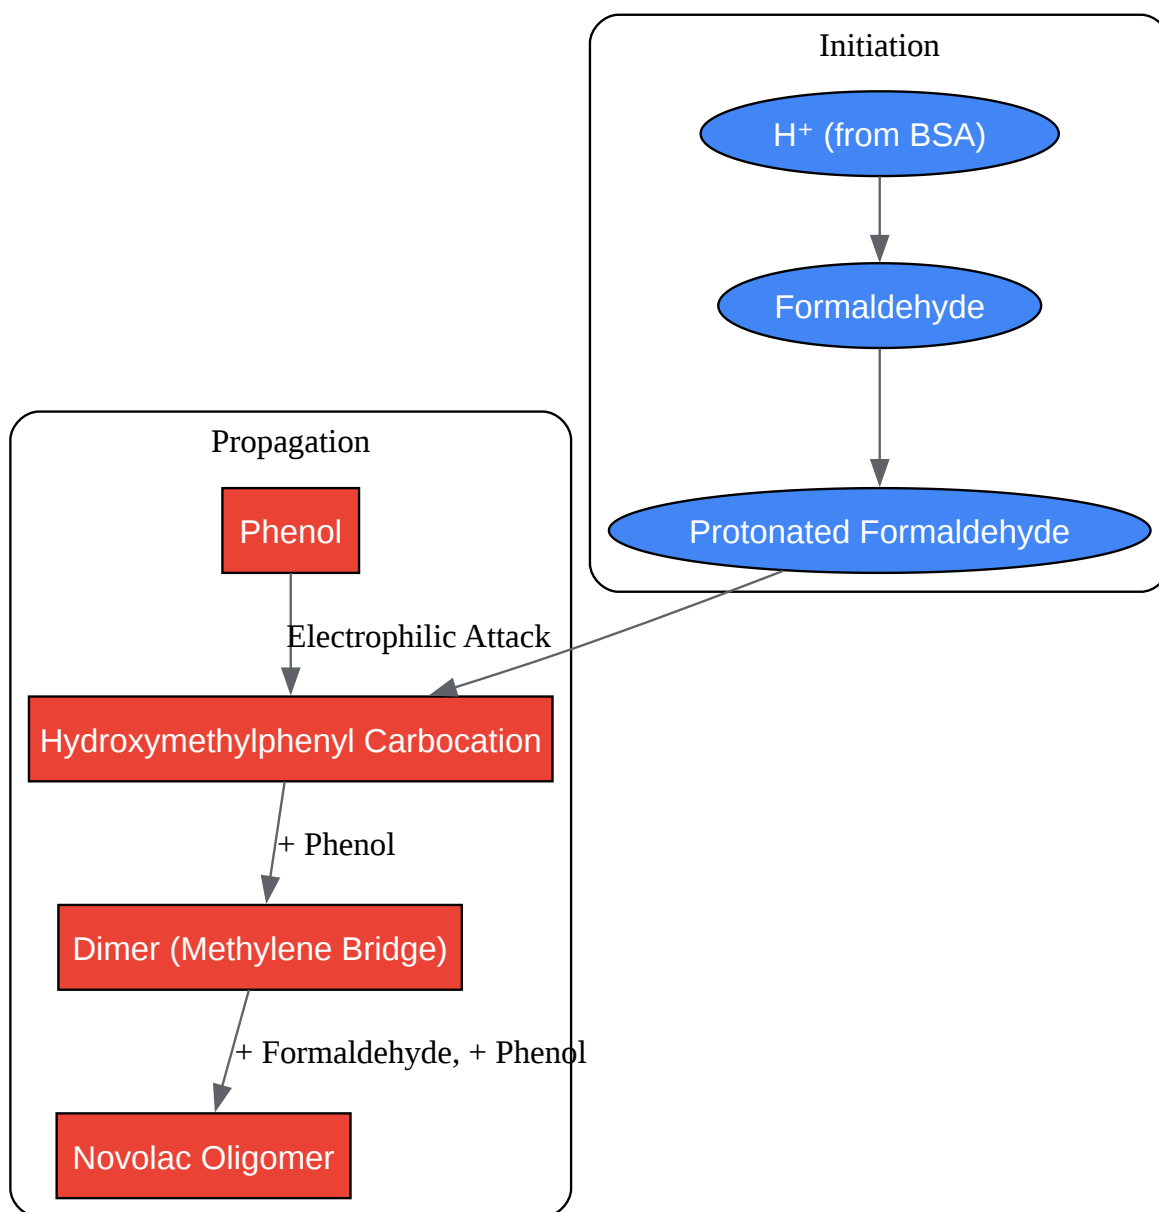 Initiation
H⁺ (from BSA)
Formaldehyde
Protonated Formaldehyde
Propagation
Phenol
Electrophilic Attack
Hydroxymethylphenyl Carbocation
+ Phenol
Dimer (Methylene Bridge)
+ Formaldehyde, + Phenol
Novolac Oligomer